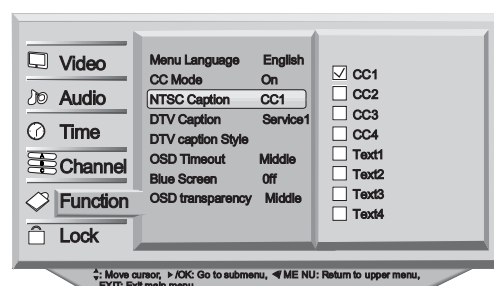 Video
Audio
Time
Channel
Function
Lock
Menu Language English
CC Mode On
NTSC Caption CC1
DTV Caption Service1
DTV caption Style
OSD Timeout Middle
Blue Screen 0ff
OSD transparency Middle
CC1
CC2
CC3
CC4
Text1
Text2
Text3
Text4
: Move cursor, ▶/OK: Go to submenu, ◀ ME NU: Return to upper menu,
EXIT: Exit main menu